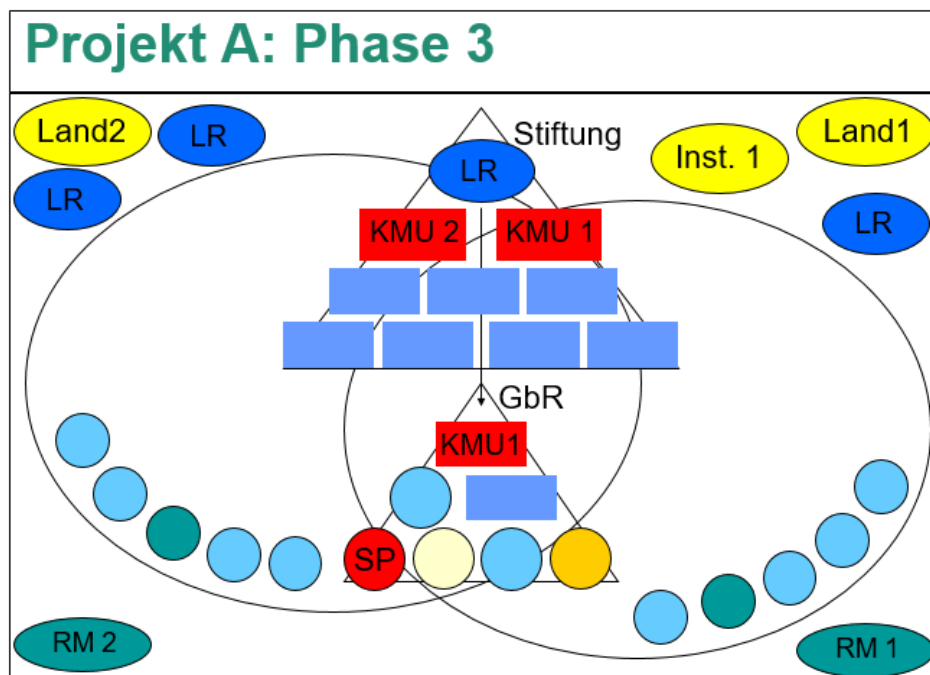 Projekt A: Phase 3
Land2
LR
LR
Stiftung
LR
Inst. 1
Land1
LR
KMU 2
KMU 1
GbR
KMU1
SP
RM 2
RM 1